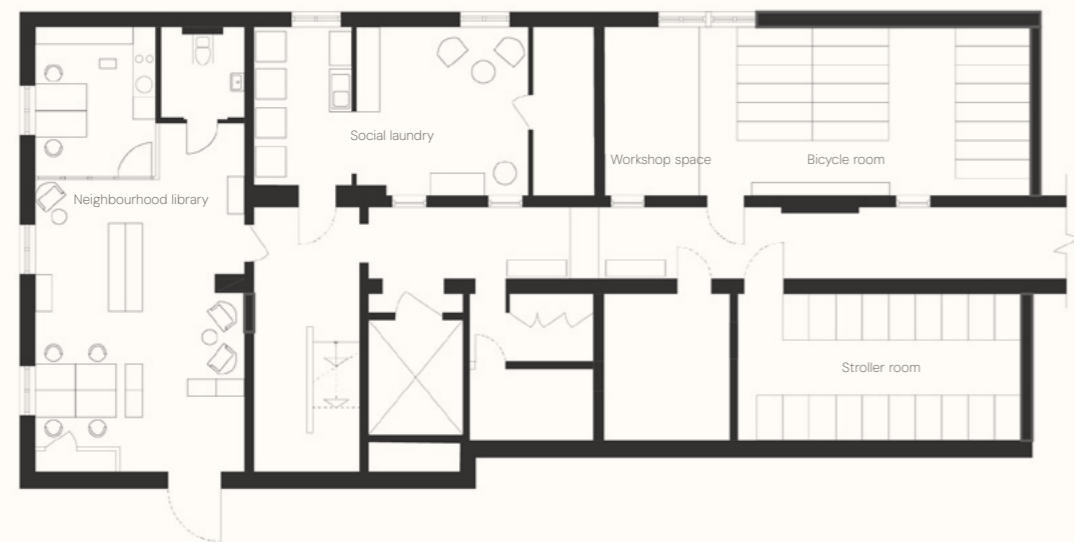 Social laundry
Workshop space
Bicycle room
Neighbourhood library
Stroller room